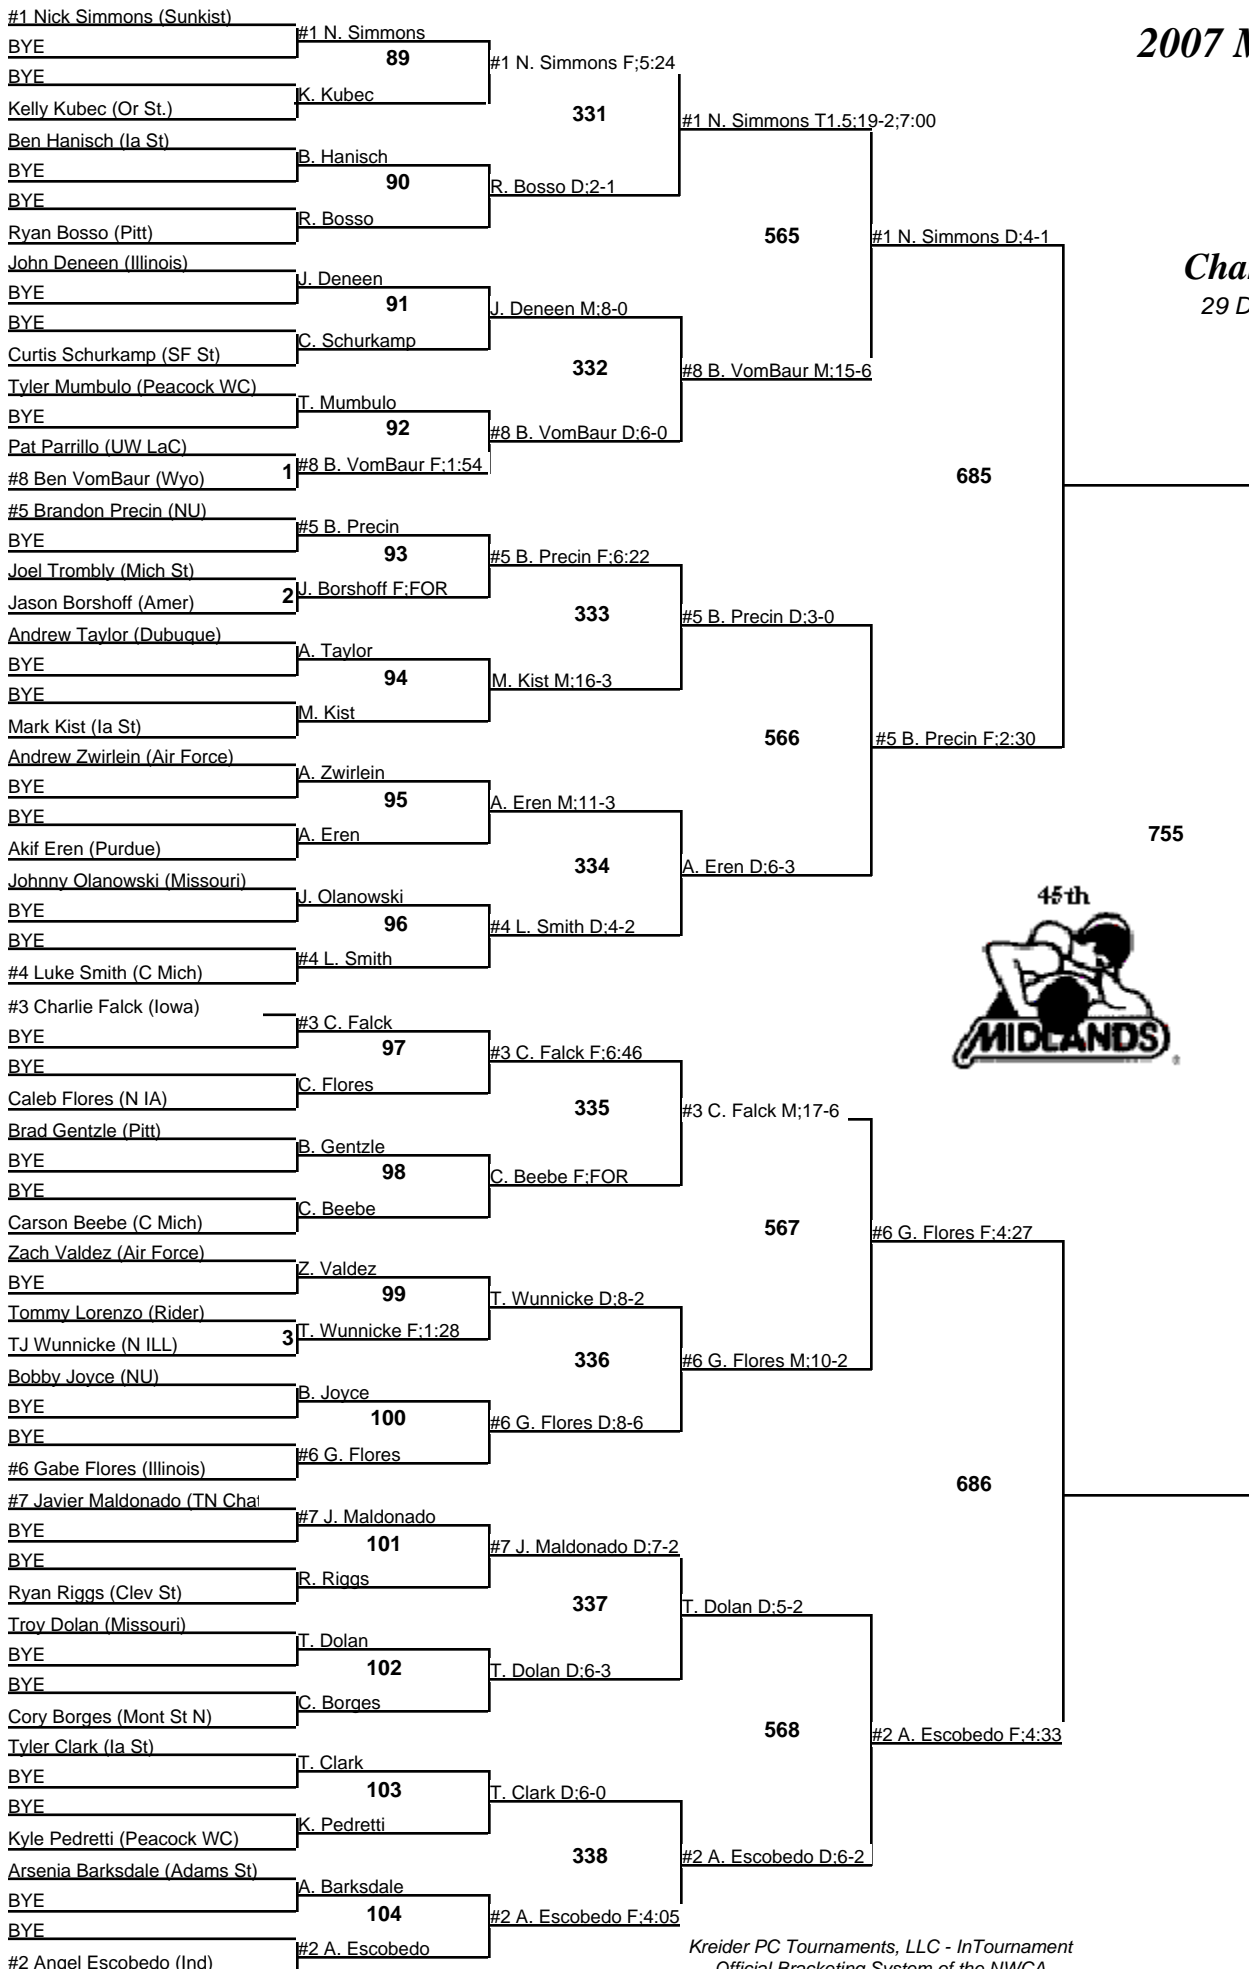 #1 Nick Simmons (Sunkist)
BYE
BYE
Kelly Kubec (Or St.)
Ben Hanisch (Ia St)
BYE
BYE
Ryan Bosso (Pitt)
John Deneen (Illinois)
BYE
BYE
Curtis Schurkamp (SF St)
Tyler Mumbulo (Peacock WC)
BYE
Pat Parrillo (UW LaC)
#8 Ben VomBaur (Wyo)
1
#5 Brandon Precin (NU)
BYE
Joel Trombly (Mich St)
Jason Borshoff (Amer)
2
Andrew Taylor (Dubuque)
BYE
BYE
Mark Kist (Ia St)
Andrew Zwirlein (Air Force)
BYE
BYE
Akif Eren (Purdue)
Johnny Olanowski (Missouri)
BYE
BYE
#4 Luke Smith (C Mich)
#3 Charlie Falck (Iowa)
BYE
BYE
Caleb Flores (N IA)
Brad Gentzle (Pitt)
BYE
BYE
Carson Beebe (C Mich)
Zach Valdez (Air Force)
BYE
Tommy Lorenzo (Rider)
TJ Wunnicke (N ILL)
3
Bobby Joyce (NU)
BYE
BYE
#6 Gabe Flores (Illinois)
#7 Javier Maldonado (TN Chat
BYE
BYE
Ryan Riggs (Clev St)
Troy Dolan (Missouri)
BYE
BYE
Cory Borges (Mont St N)
Tyler Clark (Ia St)
BYE
BYE
Kyle Pedretti (Peacock WC)
Arsenia Barksdale (Adams St)
BYE
BYE
#2 Angel Escobedo (Ind)
#1 N. Simmons
89
K. Kubec
B. Hanisch
90
R. Bosso
J. Deneen
91
C. Schurkamp
T. Mumbulo
92
#8 B. VomBaur F;1:54
#5 B. Precin
93
J. Borshoff F;FOR
A. Taylor
94
M. Kist
A. Zwirlein
95
A. Eren
J. Olanowski
96
#4 L. Smith
#3 C. Falck
97
C. Flores
B. Gentzle
98
C. Beebe
Z. Valdez
99
T. Wunnicke F;1:28
B. Joyce
100
#6 G. Flores
#7 J. Maldonado
101
R. Riggs
T. Dolan
102
C. Borges
T. Clark
103
K. Pedretti
A. Barksdale
104
#2 A. Escobedo
#1 N. Simmons F;5:24
331
R. Bosso D;2-1
J. Deneen M;8-0
332
#8 B. VomBaur D;6-0
#5 B. Precin F;6:22
333
M. Kist M;16-3
A. Eren M;11-3
334
#4 L. Smith D;4-2
#3 C. Falck F;6:46
335
C. Beebe F;FOR
T. Wunnicke D;8-2
336
#6 G. Flores D;8-6
#7 J. Maldonado D;7-2
337
T. Dolan D;6-3
T. Clark D;6-0
338
#2 A. Escobedo F;4:05
#1 N. Simmons T1.5;19-2;7:00
565
#8 B. VomBaur M;15-6
#5 B. Precin D;3-0
566
A. Eren D;6-3
#3 C. Falck M;17-6
567
#6 G. Flores M;10-2
T. Dolan D;5-2
568
#2 A. Escobedo D;6-2
#1 N. Simmons D;4-1
685
#5 B. Precin F;2:30
#6 G. Flores F;4:27
686
#2 A. Escobedo F;4:33
2007 M
Cha
29 D
755
45th
MIDLANDS
Kreider PC Tournaments, LLC - InTournament
Official Bracketing System of the NWCA